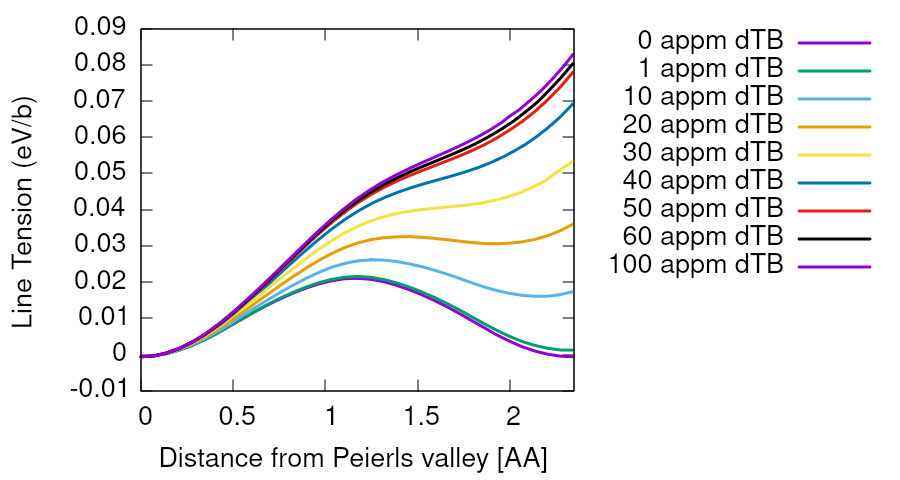 0.09
0.08
0.07
0.06
0.05
0.04
0.03
0.02
0.01
0
-0.01
Line Tension (eV/b)
0 0.5 1 1.5 2
Distance from Peierls valley [AA]
0 appm dTB
1 appm dTB
10 appm dTB
20 appm dTB
30 appm dTB
40 appm dTB
50 appm dTB
60 appm dTB
100 appm dTB